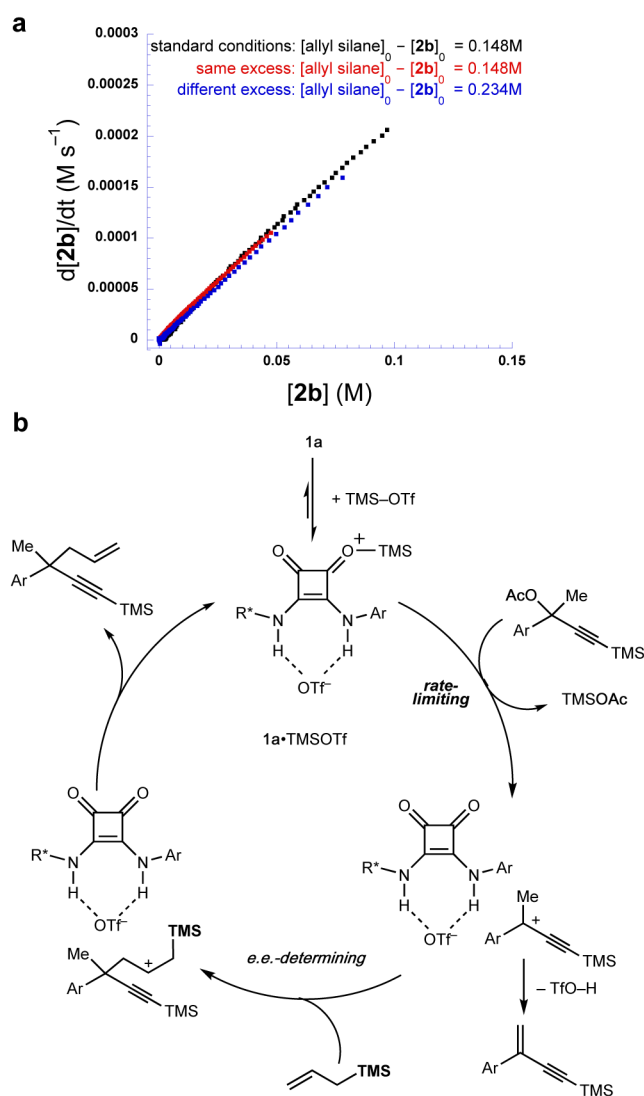 a
0.0003
standard conditions: [allyl silane]0 – [2b]0 = 0.148M
same excess: [allyl silane]0 – [2b]0 = 0.148M
different excess: [allyl silane]0 – [2b]0 = 0.234M
0.00025
0.0002
0.00015
0.0001
0.00005
0
d[2b]/dt (M s⁻¹)
0
0.05
0.1
0.15
[2b] (M)
b
1a
+ TMS–OTf
O
+
O
TMS
R*
N
N
Ar
H
H
OTf–
1a•TMSOTf
Me
Ar
TMS
AcO
Me
Ar
TMS
rate-
limiting
TMSOAc
O
O
R*
N
N
Ar
H
H
OTf–
TMS
Me
+
Ar
TMS
O
O
R*
N
N
Ar
H
H
OTf–
Me
+
Ar
TMS
e.e.-determining
– TfO–H
TMS
Ar
TMS